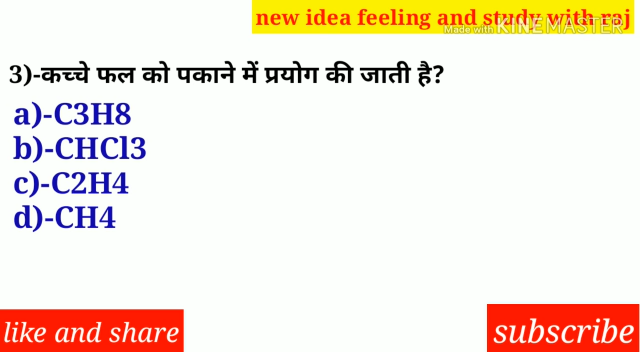 new idea feeling and study with raj
Made with KINEMASTER
3)-कच्चे फल को पकाने में प्रयोग की जाती है?
a)-C3H8
b)-CHCl3
c)-C2H4
d)-CH4
like and share
subscribe